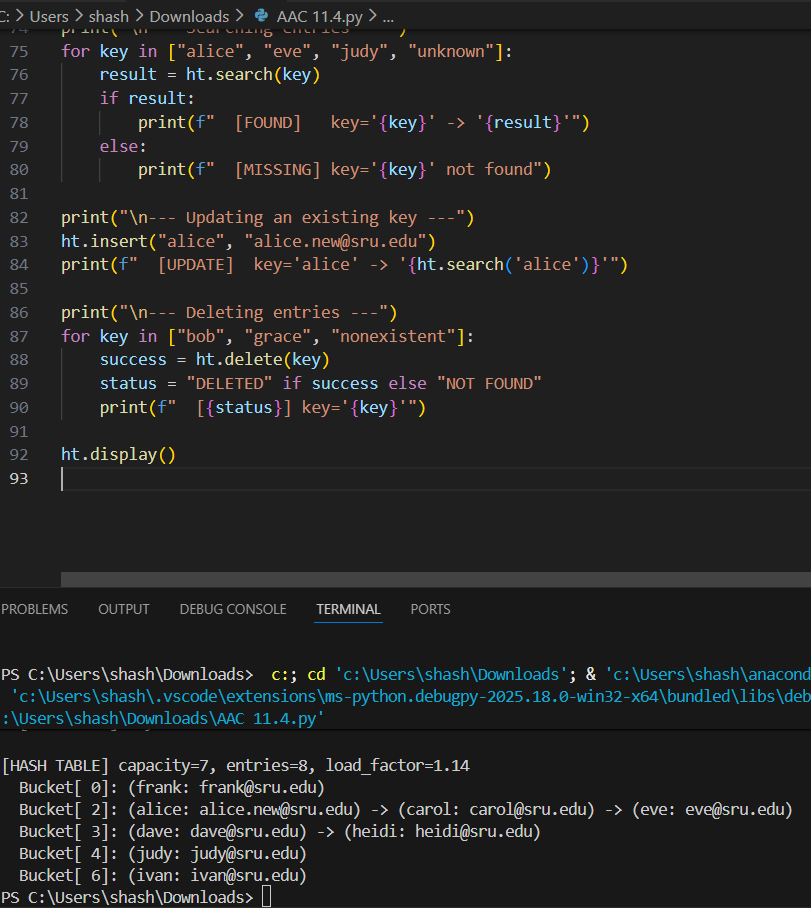 C: > Users > shash > Downloads > AAC 11.4.py > ...
75 for key in ["alice", "eve", "judy", "unknown"]:
76     result = ht.search(key)
77     if result:
78         print(f"  [FOUND]   key='{key}' -> '{result}'")
79     else:
80         print(f"  [MISSING] key='{key}' not found")
81
82 print("\n--- Updating an existing key ---")
83 ht.insert("alice", "alice.new@sru.edu")
84 print(f"  [UPDATE]  key='alice' -> '{ht.search('alice')}'")
85
86 print("\n--- Deleting entries ---")
87 for key in ["bob", "grace", "nonexistent"]:
88     success = ht.delete(key)
89     status = "DELETED" if success else "NOT FOUND"
90     print(f"  [{status}] key='{key}'")
91
92 ht.display()
93
PROBLEMS OUTPUT DEBUG CONSOLE TERMINAL PORTS
PS C:\Users\shash\Downloads>  c:; cd 'c:\Users\shash\Downloads'; & 'c:\Users\shash\anacond
 'c:\Users\shash\.vscode\extensions\ms-python.debugpy-2025.18.0-win32-x64\bundled\libs\deb
:\Users\shash\Downloads\AAC 11.4.py'
[HASH TABLE] capacity=7, entries=8, load_factor=1.14
  Bucket[ 0]: (frank: frank@sru.edu)
  Bucket[ 2]: (alice: alice.new@sru.edu) -> (carol: carol@sru.edu) -> (eve: eve@sru.edu)
  Bucket[ 3]: (dave: dave@sru.edu) -> (heidi: heidi@sru.edu)
  Bucket[ 4]: (judy: judy@sru.edu)
  Bucket[ 6]: (ivan: ivan@sru.edu)
PS C:\Users\shash\Downloads>